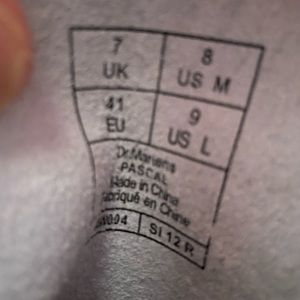 7 UK 8 US M
41 EU 9 US L
Dr.Martens
PASCAL
Made in China
Fabriqué en Chine
SI 12 R